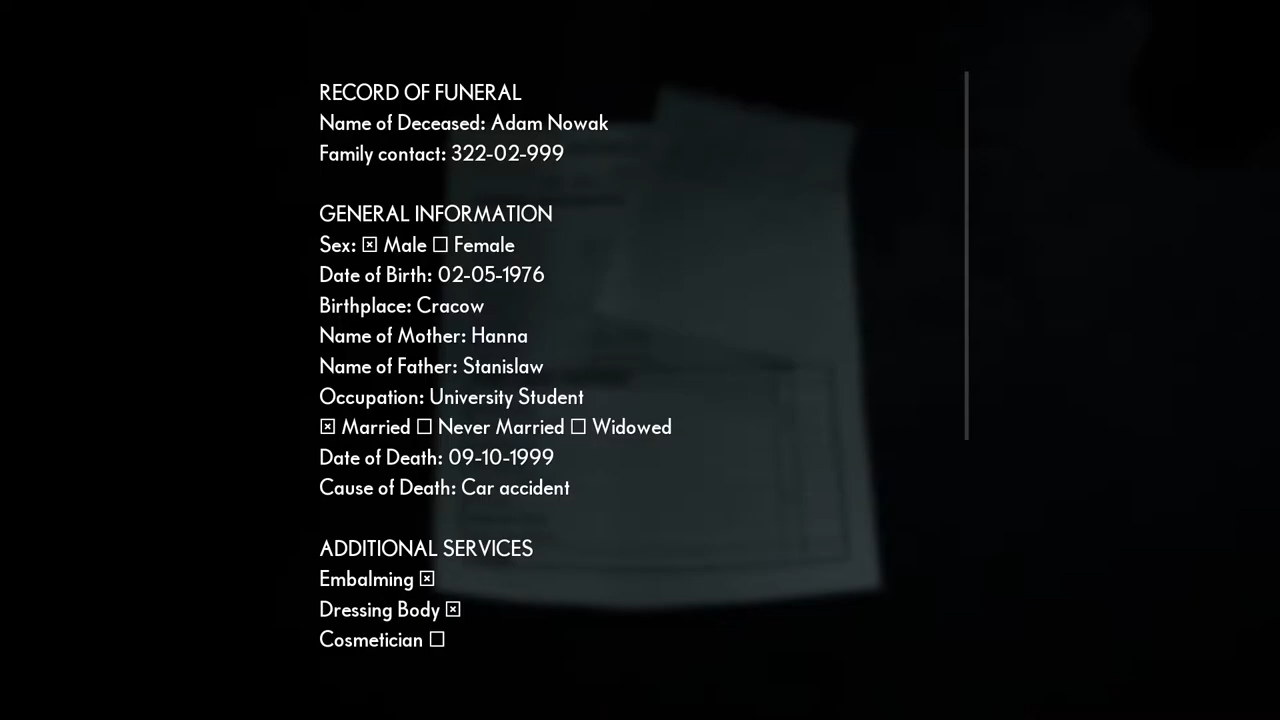 RECORD OF FUNERAL
Name of Deceased: Adam Nowak
Family contact: 322-02-999
GENERAL INFORMATION
Sex: ☒ Male ☐ Female
Date of Birth: 02-05-1976
Birthplace: Cracow
Name of Mother: Hanna
Name of Father: Stanislaw
Occupation: University Student
☒ Married ☐ Never Married ☐ Widowed
Date of Death: 09-10-1999
Cause of Death: Car accident
ADDITIONAL SERVICES
Embalming ☒
Dressing Body ☒
Cosmetician ☐